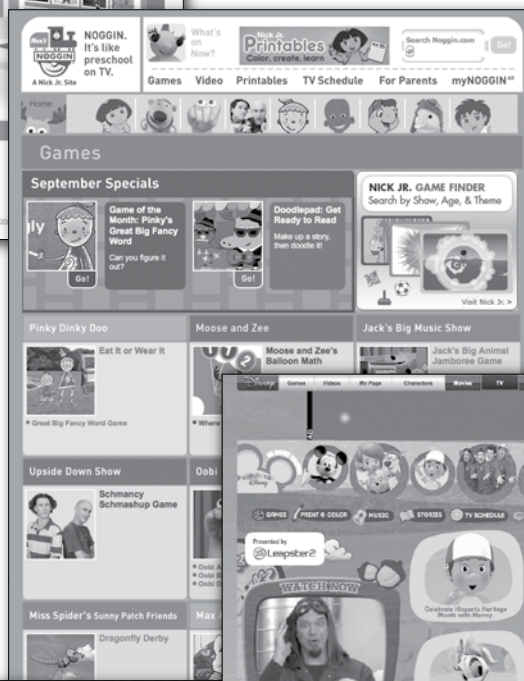 Max's
NOGGIN
A Nick Jr. Site
NOGGIN.
It's like
preschool
on TV.
What's
on
Now?
Nick Jr.
Printables
Color, create, learn
Search Noggin.com
Go!
Games Video Printables TV Schedule For Parents myNOGGIN
Home
Games
September Specials
Game of the
Month: Pinky's
Great Big Fancy
Word
Can you figure it
out?
Go!
Doodlepad: Get
Ready to Read
Make up a story,
then doodle it!
Go!
NICK JR. GAME FINDER
Search by Show, Age, & Theme
Visit Nick Jr. >
Pinky Dinky Doo
Eat It or Wear It
Great Big Fancy Word Game
Moose and Zee
Moose and Zee's
Balloon Math
Where
Jack's Big Music Show
Jack's Big Animal
Jamboree Game
Upside Down Show
Schmancy
Schmashup Game
Oobi
Oobi
Oobi
Oobi
Miss Spider's Sunny Patch Friends
Dragonfly Derby
Max
Disney Games Videos My Page Characters Movies TV
Disney
GAMES PRINT & COLOR MUSIC STORIES TV SCHEDULE
Presented by
Leapster2
WATCH NOW
Celebrate Hispanic Heritage
Month with Manny